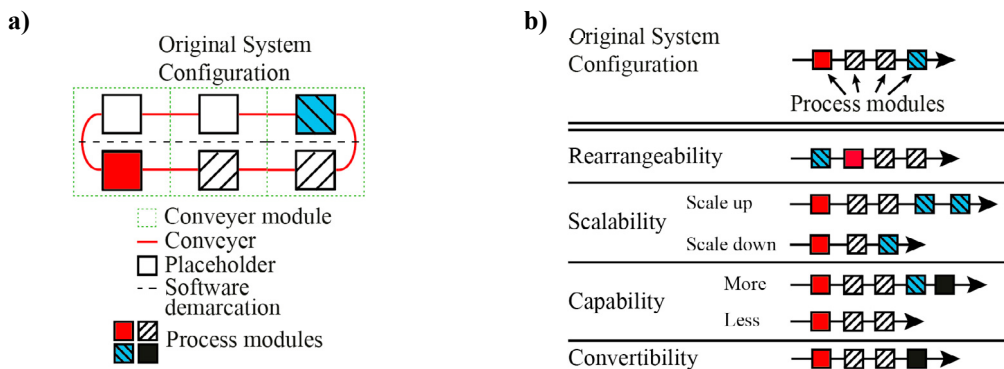 a)
Original System
Configuration
Conveyer module
Conveyer
Placeholder
Software
demarcation
Process modules
b)
Original System
Configuration
Process modules
Rearrangeability
Scalability
Scale up
Scale down
Capability
More
Less
Convertibility